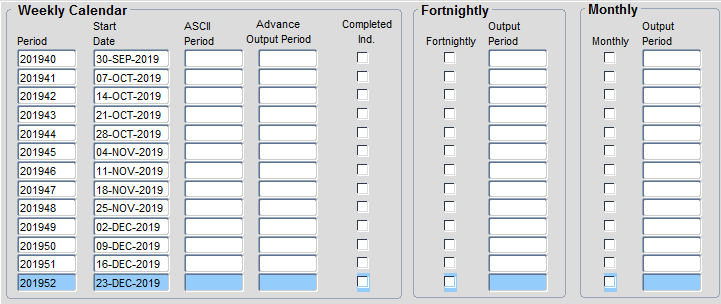 Weekly Calendar Fortnightly Monthly
Start ASCII Advance Completed Output Output
Period Date Period Output Period Ind. Fortnightly Period Monthly Period
201940 30-SEP-2019
201941 07-OCT-2019
201942 14-OCT-2019
201943 21-OCT-2019
201944 28-OCT-2019
201945 04-NOV-2019
201946 11-NOV-2019
201947 18-NOV-2019
201948 25-NOV-2019
201949 02-DEC-2019
201950 09-DEC-2019
201951 16-DEC-2019
201952 23-DEC-2019